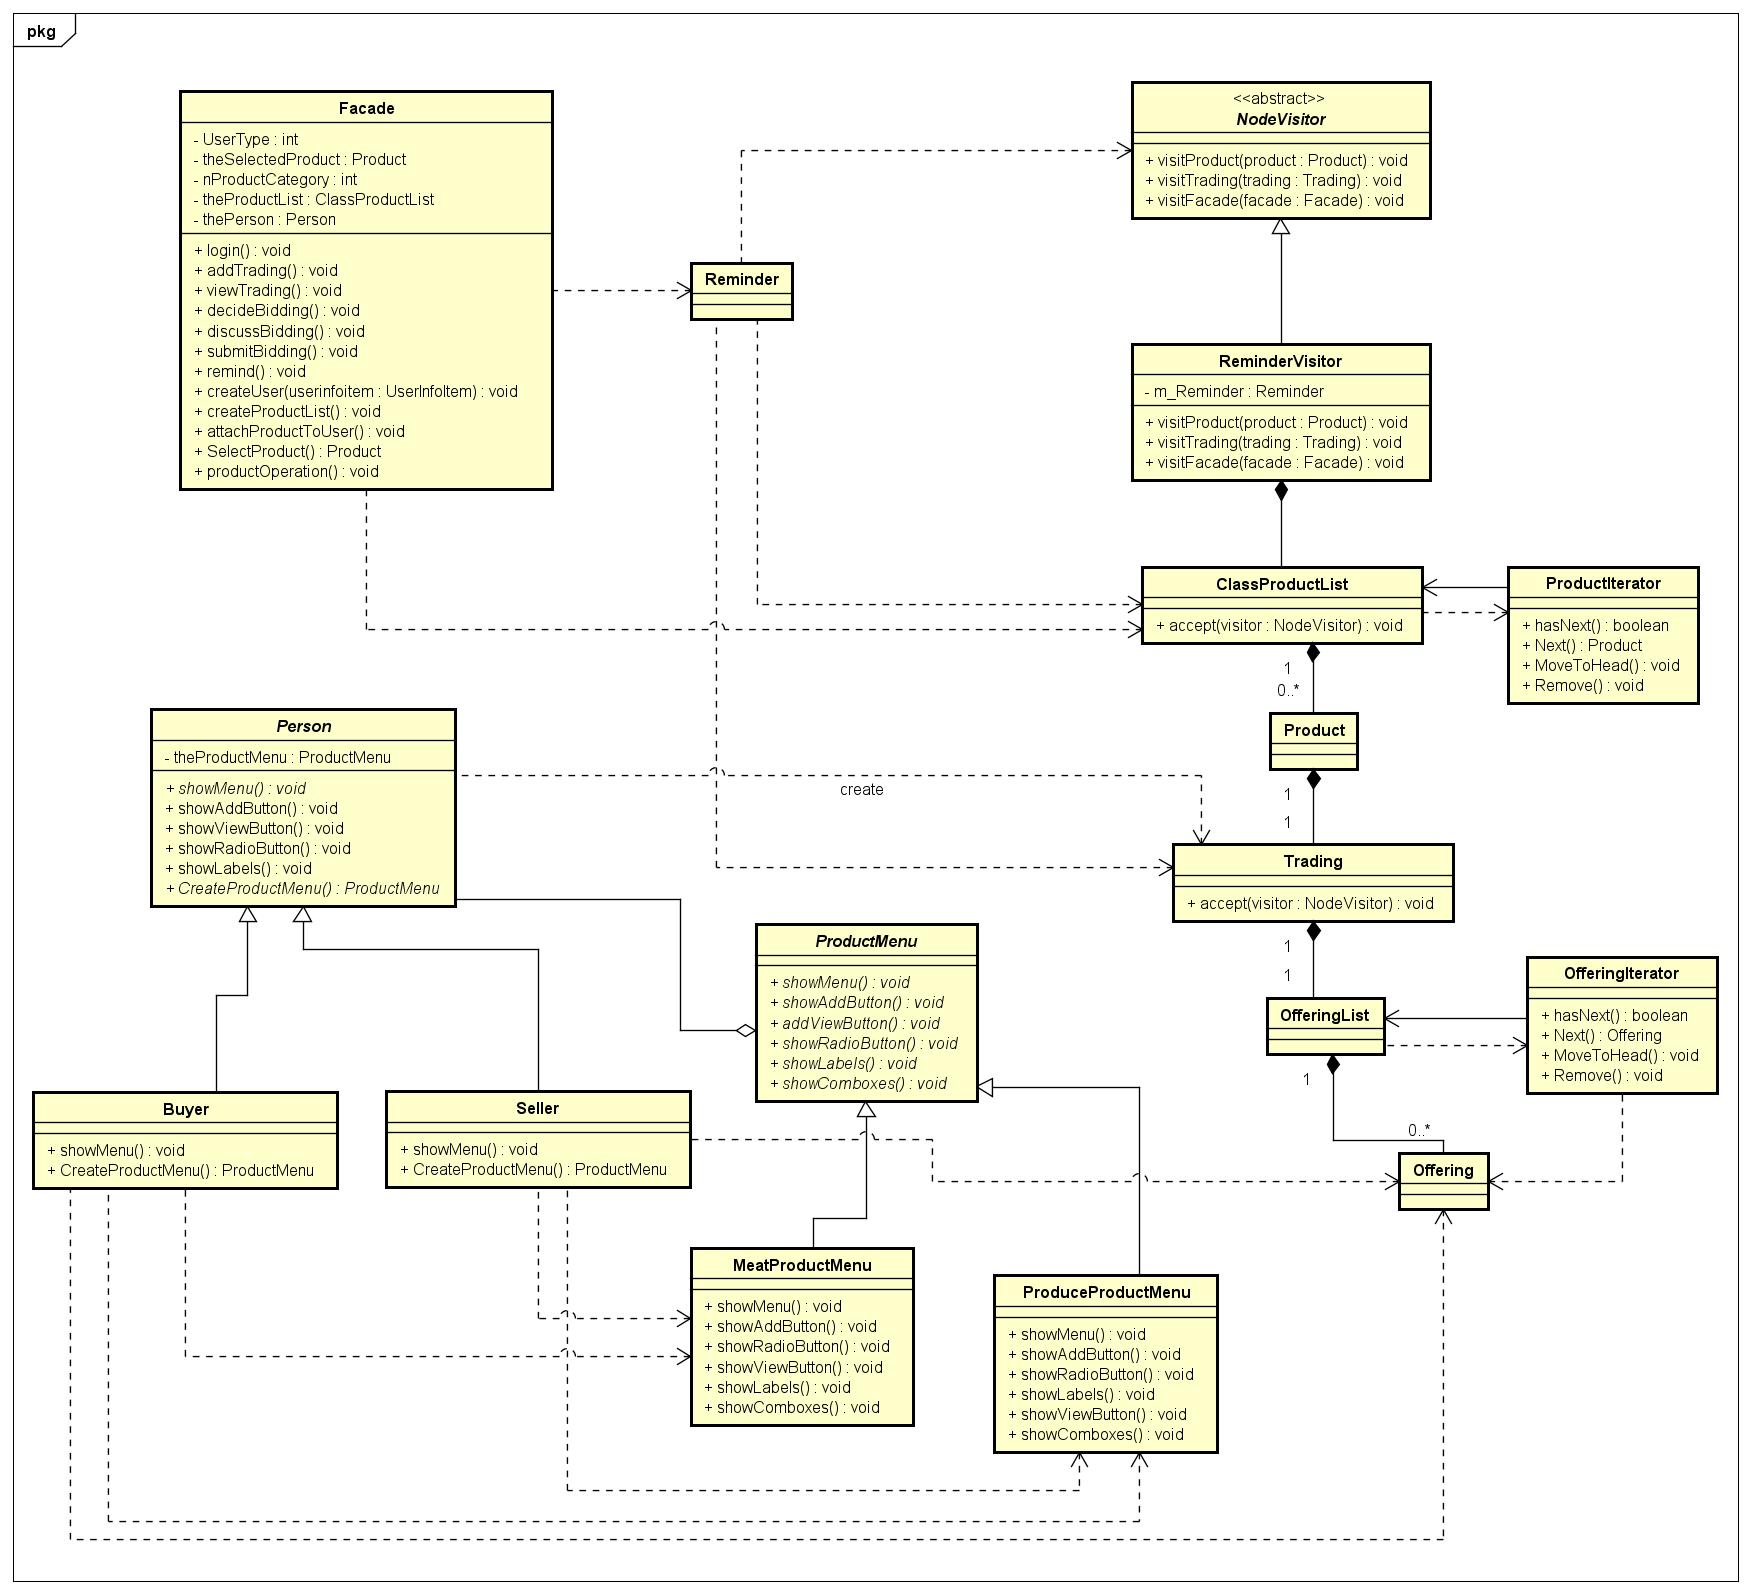 pkg
Facade
- UserType : int
- theSelectedProduct : Product
- nProductCategory : int
- theProductList : ClassProductList
- thePerson : Person
+ login() : void
+ addTrading() : void
+ viewTrading() : void
+ decideBidding() : void
+ discussBidding() : void
+ submitBidding() : void
+ remind() : void
+ createUser(userinfoitem : UserInfoItem) : void
+ createProductList() : void
+ attachProductToUser() : void
+ SelectProduct() : Product
+ productOperation() : void
Reminder
<<abstract>>
NodeVisitor
+ visitProduct(product : Product) : void
+ visitTrading(trading : Trading) : void
+ visitFacade(facade : Facade) : void
ReminderVisitor
- m_Reminder : Reminder
+ visitProduct(product : Product) : void
+ visitTrading(trading : Trading) : void
+ visitFacade(facade : Facade) : void
ClassProductList
+ accept(visitor : NodeVisitor) : void
ProductIterator
+ hasNext() : boolean
+ Next() : Product
+ MoveToHead() : void
+ Remove() : void
1
0..*
Product
1
1
Person
- theProductMenu : ProductMenu
+ showMenu() : void
+ showAddButton() : void
+ showViewButton() : void
+ showRadioButton() : void
+ showLabels() : void
+ CreateProductMenu() : ProductMenu
create
Trading
+ accept(visitor : NodeVisitor) : void
1
1
ProductMenu
+ showMenu() : void
+ showAddButton() : void
+ addViewButton() : void
+ showRadioButton() : void
+ showLabels() : void
+ showComboxes() : void
OfferingList
OfferingIterator
+ hasNext() : boolean
+ Next() : Offering
+ MoveToHead() : void
+ Remove() : void
1
0..*
Offering
Buyer
+ showMenu() : void
+ CreateProductMenu() : ProductMenu
Seller
+ showMenu() : void
+ CreateProductMenu() : ProductMenu
MeatProductMenu
+ showMenu() : void
+ showAddButton() : void
+ showRadioButton() : void
+ showViewButton() : void
+ showLabels() : void
+ showComboxes() : void
ProduceProductMenu
+ showMenu() : void
+ showAddButton() : void
+ showRadioButton() : void
+ showLabels() : void
+ showViewButton() : void
+ showComboxes() : void